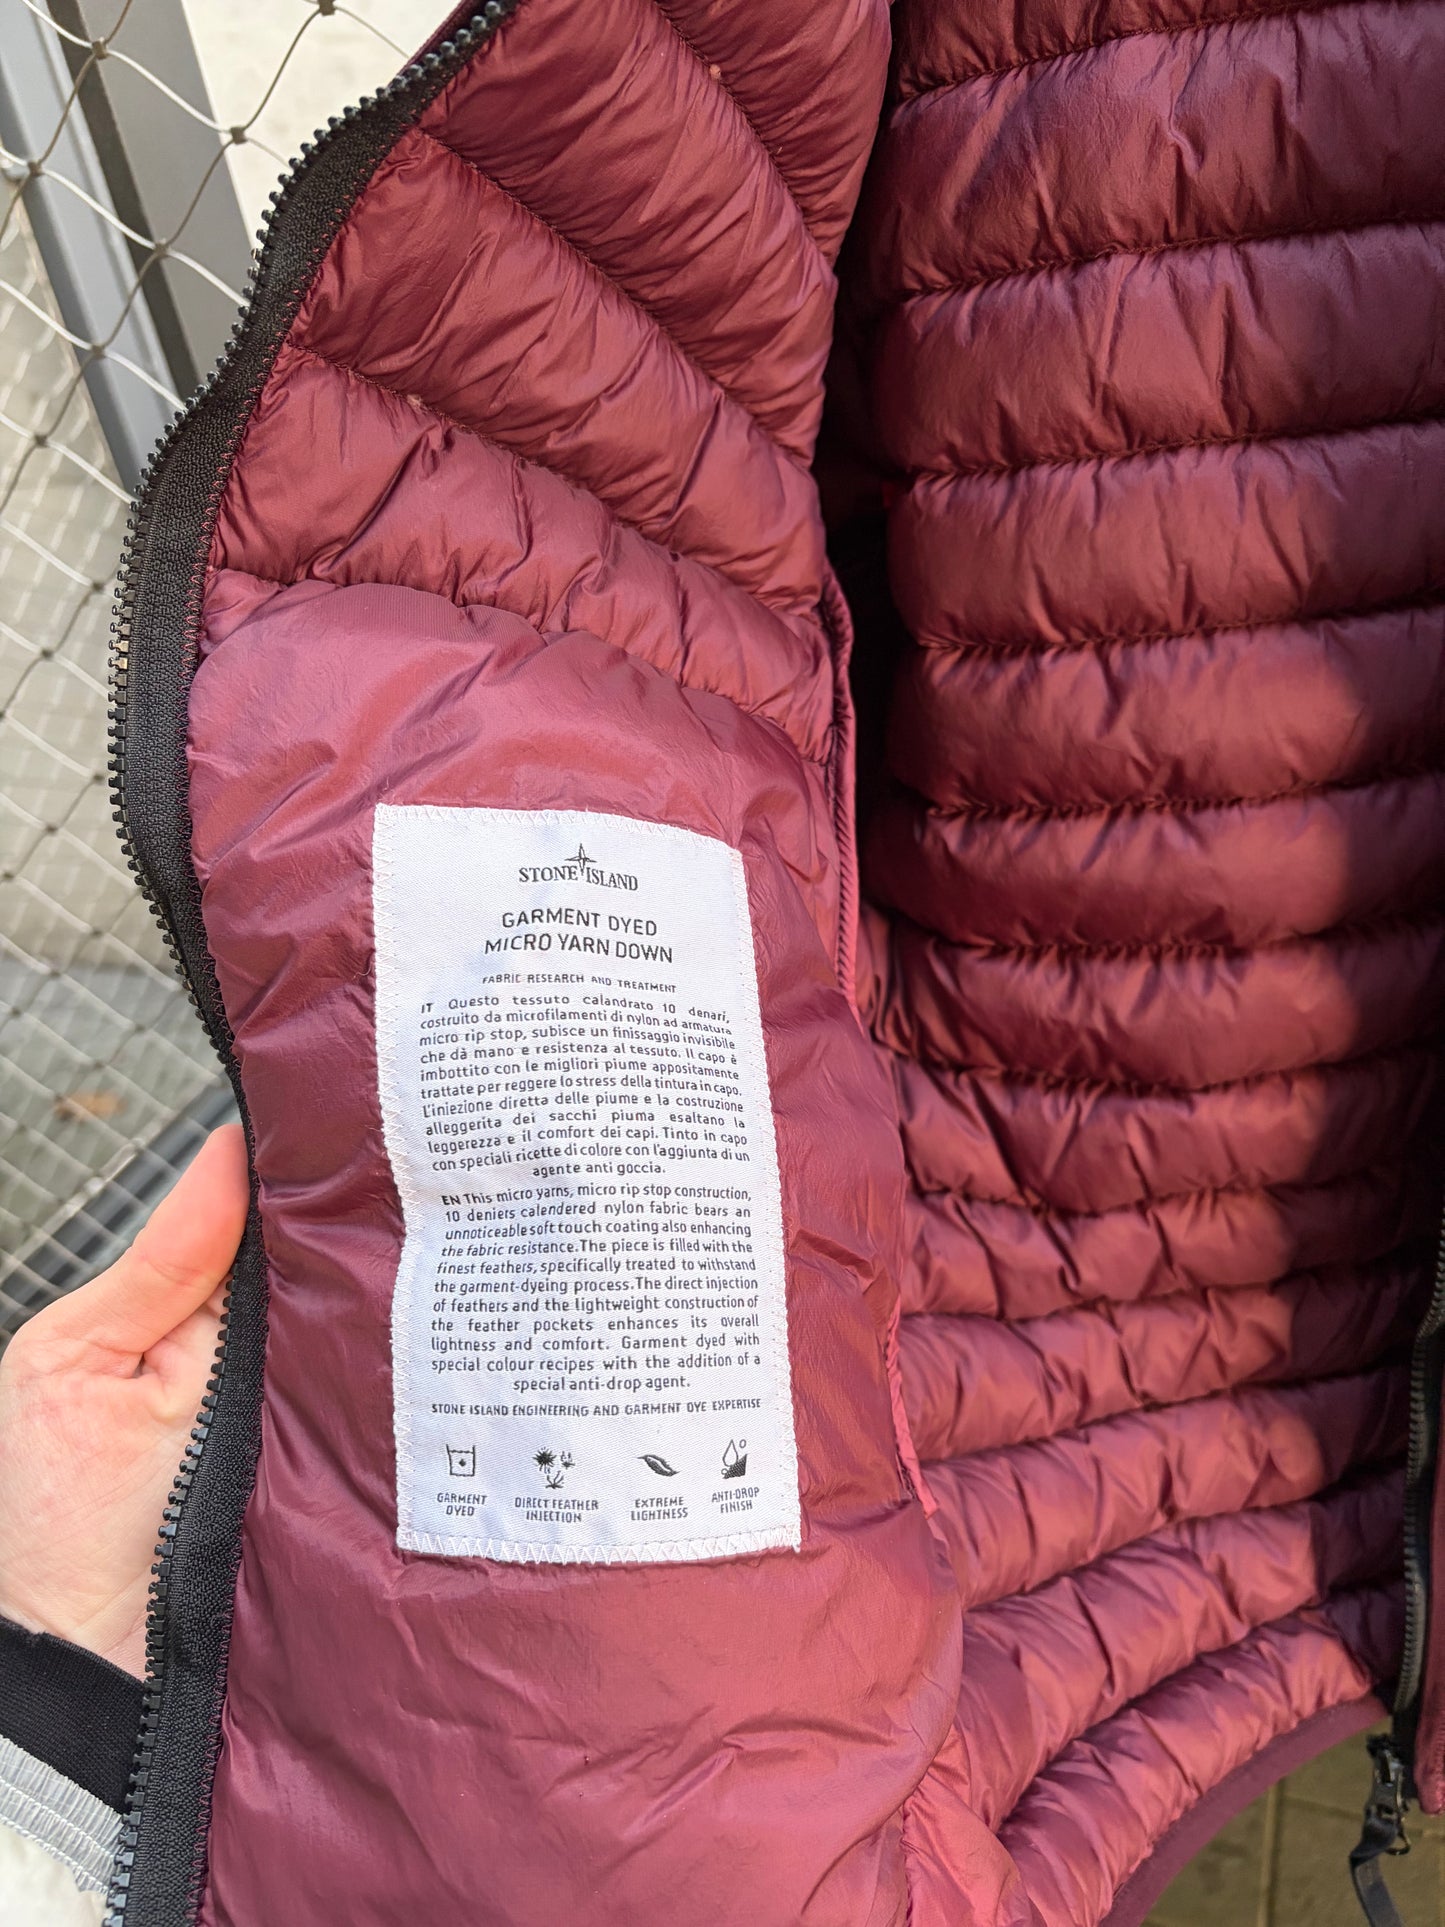 STONE ISLAND
GARMENT DYED
MICRO YARN DOWN
FABRIC RESEARCH AND TREATMENT
IT Questo tessuto calandrato 10 denari,
costruito da microfilamenti di nylon ad armatura
micro rip stop, subisce un finissaggio invisibile
che dà mano e resistenza al tessuto. Il capo è
imbottito con le migliori piume appositamente
trattate per reggere lo stress della tintura in capo.
L'iniezione diretta delle piume e la costruzione
alleggerita dei sacchi piuma esaltano la
leggerezza e il comfort dei capi. Tinto in capo
con speciali ricette di colore con l'aggiunta di un
agente anti goccia.
EN This micro yarns, micro rip stop construction,
10 deniers calendered nylon fabric bears an
unnoticeable soft touch coating also enhancing
the fabric resistance. The piece is filled with the
finest feathers, specifically treated to withstand
the garment-dyeing process. The direct injection
of feathers and the lightweight construction of
the feather pockets enhances its overall
lightness and comfort. Garment dyed with
special colour recipes with the addition of a
special anti-drop agent.
STONE ISLAND ENGINEERING AND GARMENT DYE EXPERTISE
GARMENT DYED
DIRECT FEATHER INJECTION
EXTREME LIGHTNESS
ANTI-DROP FINISH